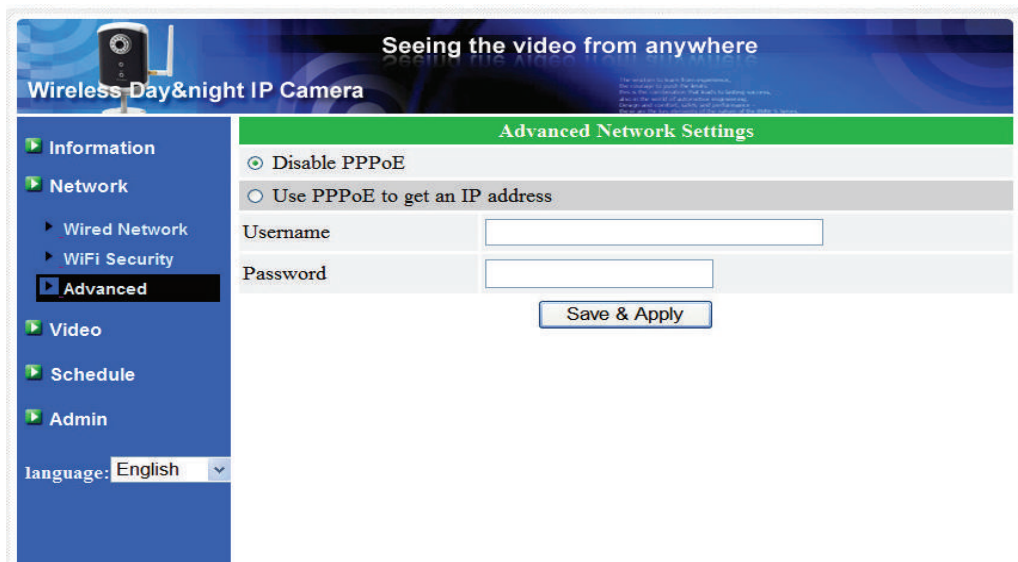 Seeing the video from anywhere
Wireless Day&night IP Camera
Information
Network
Wired Network
WiFi Security
Advanced
Video
Schedule
Admin
language: English
Advanced Network Settings
Disable PPPoE
Use PPPoE to get an IP address
Username
Password
Save & Apply